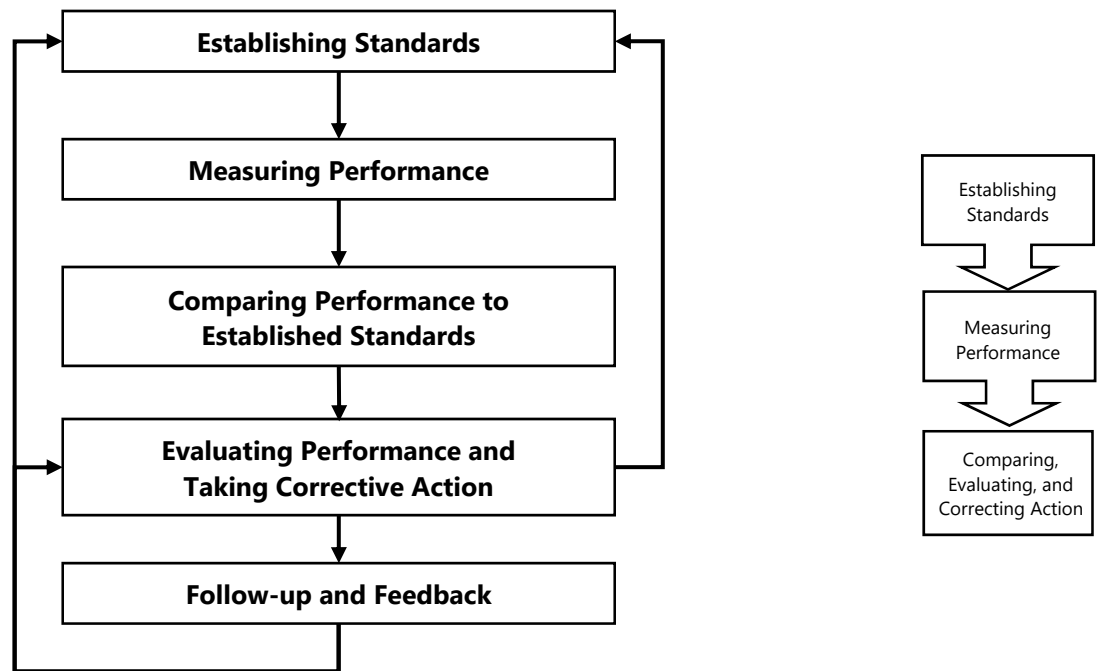 Establishing Standards
Measuring Performance
Comparing Performance to
Established Standards
Evaluating Performance and
Taking Corrective Action
Follow-up and Feedback
Establishing
Standards
Measuring
Performance
Comparing,
Evaluating, and
Correcting Action